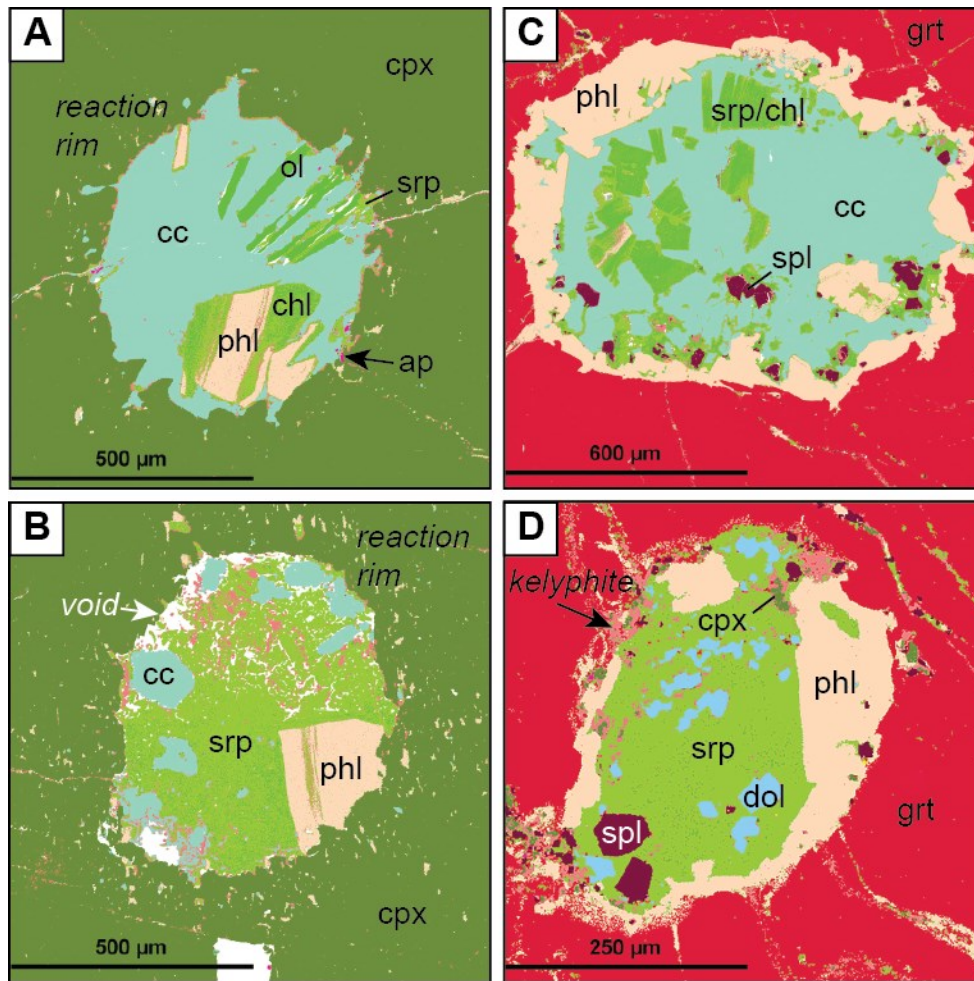 A
cpx
reaction
rim
ol
srp
cc
chl
phl
ap
500 µm
C
grt
phl
srp/chl
cc
spl
600 µm
B
reaction
rim
void
cc
srp
phl
cpx
500 µm
D
kelyphite
cpx
phl
srp
dol
spl
grt
250 µm